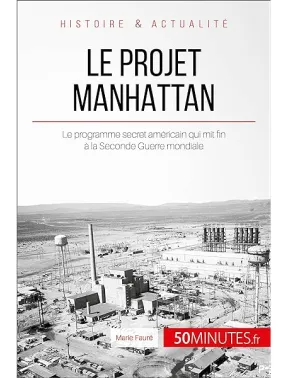 HISTOIRE & ACTUALITÉ
LE PROJET
MANHATTAN
Le programme secret américain qui mit fin
à la Seconde Guerre mondiale
Marie Fauré
50MINUTES.fr